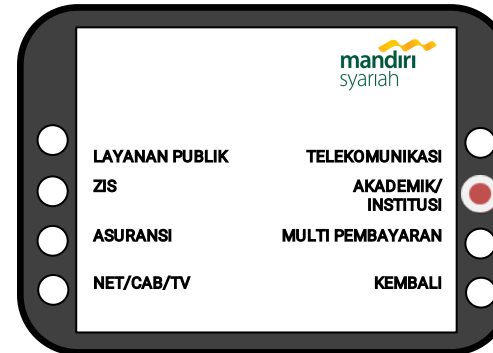 mandiri
syariah
LAYANAN PUBLIK
TELEKOMUNIKASI
ZIS
AKADEMIK/
INSTITUSI
ASURANSI
MULTI PEMBAYARAN
NET/CAB/TV
KEMBALI